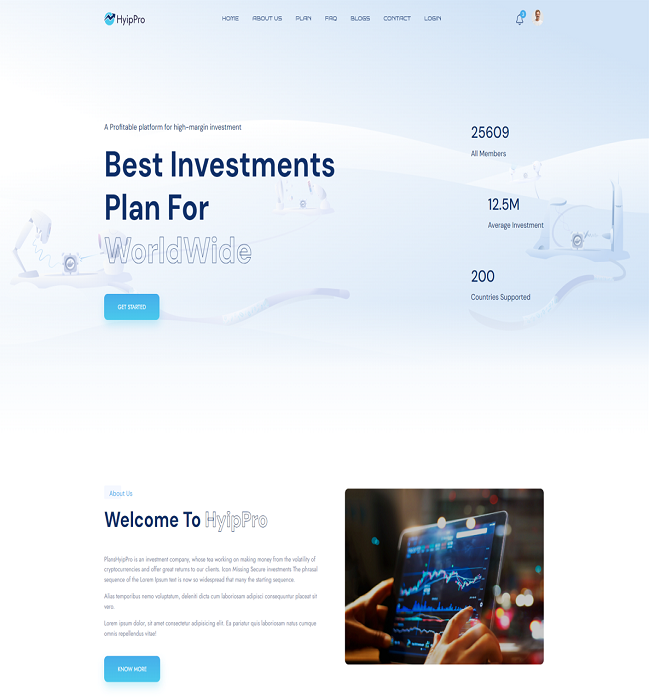 HyipPro
HOME ABOUT US PLAN FAQ BLOGS CONTACT LOGIN
A Profitable platform for high-margin investment
Best Investments
Plan For
WorldWide
GET STARTED
25609
All Members
12.5M
Average Investment
200
Countries Supported
About Us
Welcome To HyipPro
PlansHyipPro is an investment company, whose tea working on making money from the volatility of
cryptocurrencies and offer great returns to our clients. Icon Missing Secure investments The phrasal
sequence of the Lorem Ipsum text is now so widespread that many the starting sequence.
Alias temporibus nemo voluptatum, deleniti dicta cum laboriosam adipisci consequuntur placeat sit
vero.
Lorem ipsum dolor, sit amet consectetur adipisicing elit. Ea pariatur quis laboriosam natus cumque
omnis repellendus vitae!
KNOW MORE